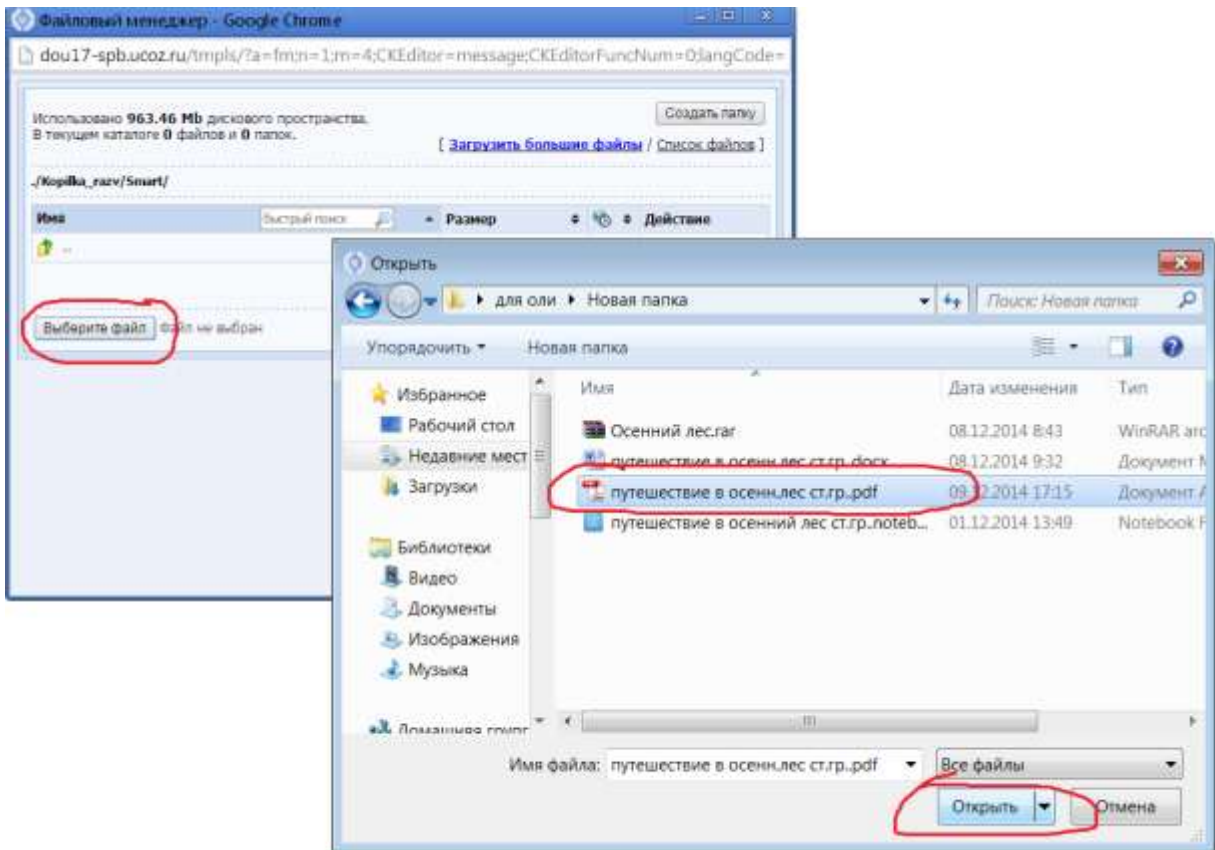 Файловый менеджер - Google Chrome
dou17-spb.ucoz.ru/tmpls/?a=fm;n=1;m=4;CKEditor=message;CKEditorFuncNum=0;langCode=
Использовано 963.46 Mb дискового пространства.
В текущем каталоге 0 файлов и 0 папок.
Создать папку
[ Загрузить большие файлы / Список файлов ]
./Kopilka_razv/Smart/
Имя быстрый поиск Размер Действие
..
Выберите файл Файл не выбран
Открыть
для оли Новая папка Поиск: Новая папка
Упорядочить Новая папка
Имя Дата изменения Тип
Избранное
Рабочий стол
Недавние мест
Загрузки
Библиотеки
Видео
Документы
Изображения
Музыка
Домашняя групп
Осенний лес.rar 08.12.2014 8:43 WinRAR arc
путешествие в осенн.лес ст.гр..docx 08.12.2014 9:32 Документ M
путешествие в осенн.лес ст.гр..pdf 09.12.2014 17:15 Документ A
путешествие в осенний лес ст.гр..noteb... 01.12.2014 13:49 Notebook F
Имя файла: путешествие в осенн.лес ст.гр..pdf Все файлы
Открыть Отмена